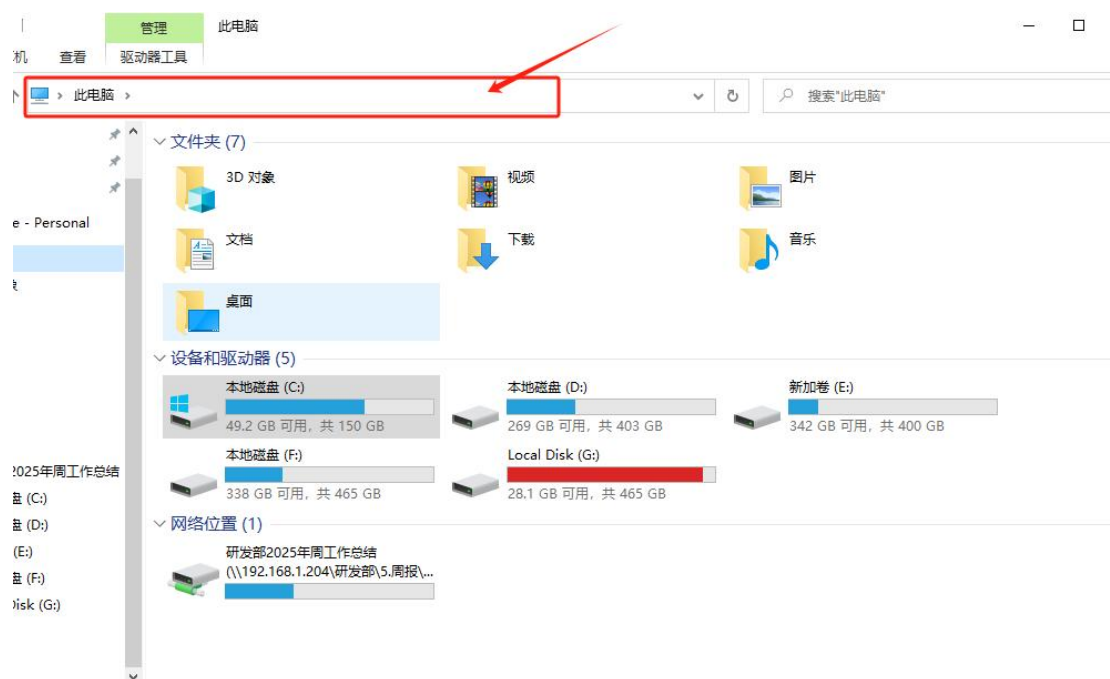 管理
此电脑
机
查看
驱动器工具
此电脑
搜索"此电脑"
文件夹 (7)
3D 对象
视频
图片
e - Personal
文档
下载
音乐
象
桌面
设备和驱动器 (5)
本地磁盘 (C:)
本地磁盘 (D:)
新加卷 (E:)
49.2 GB 可用，共 150 GB
269 GB 可用，共 403 GB
342 GB 可用，共 400 GB
本地磁盘 (F:)
Local Disk (G:)
2025年周工作总结
338 GB 可用，共 465 GB
28.1 GB 可用，共 465 GB
盘 (C:)
网络位置 (1)
盘 (D:)
研发部2025年周工作总结
(E:)
(\\192.168.1.204\研发部\5.周报\...
盘 (F:)
Disk (G:)